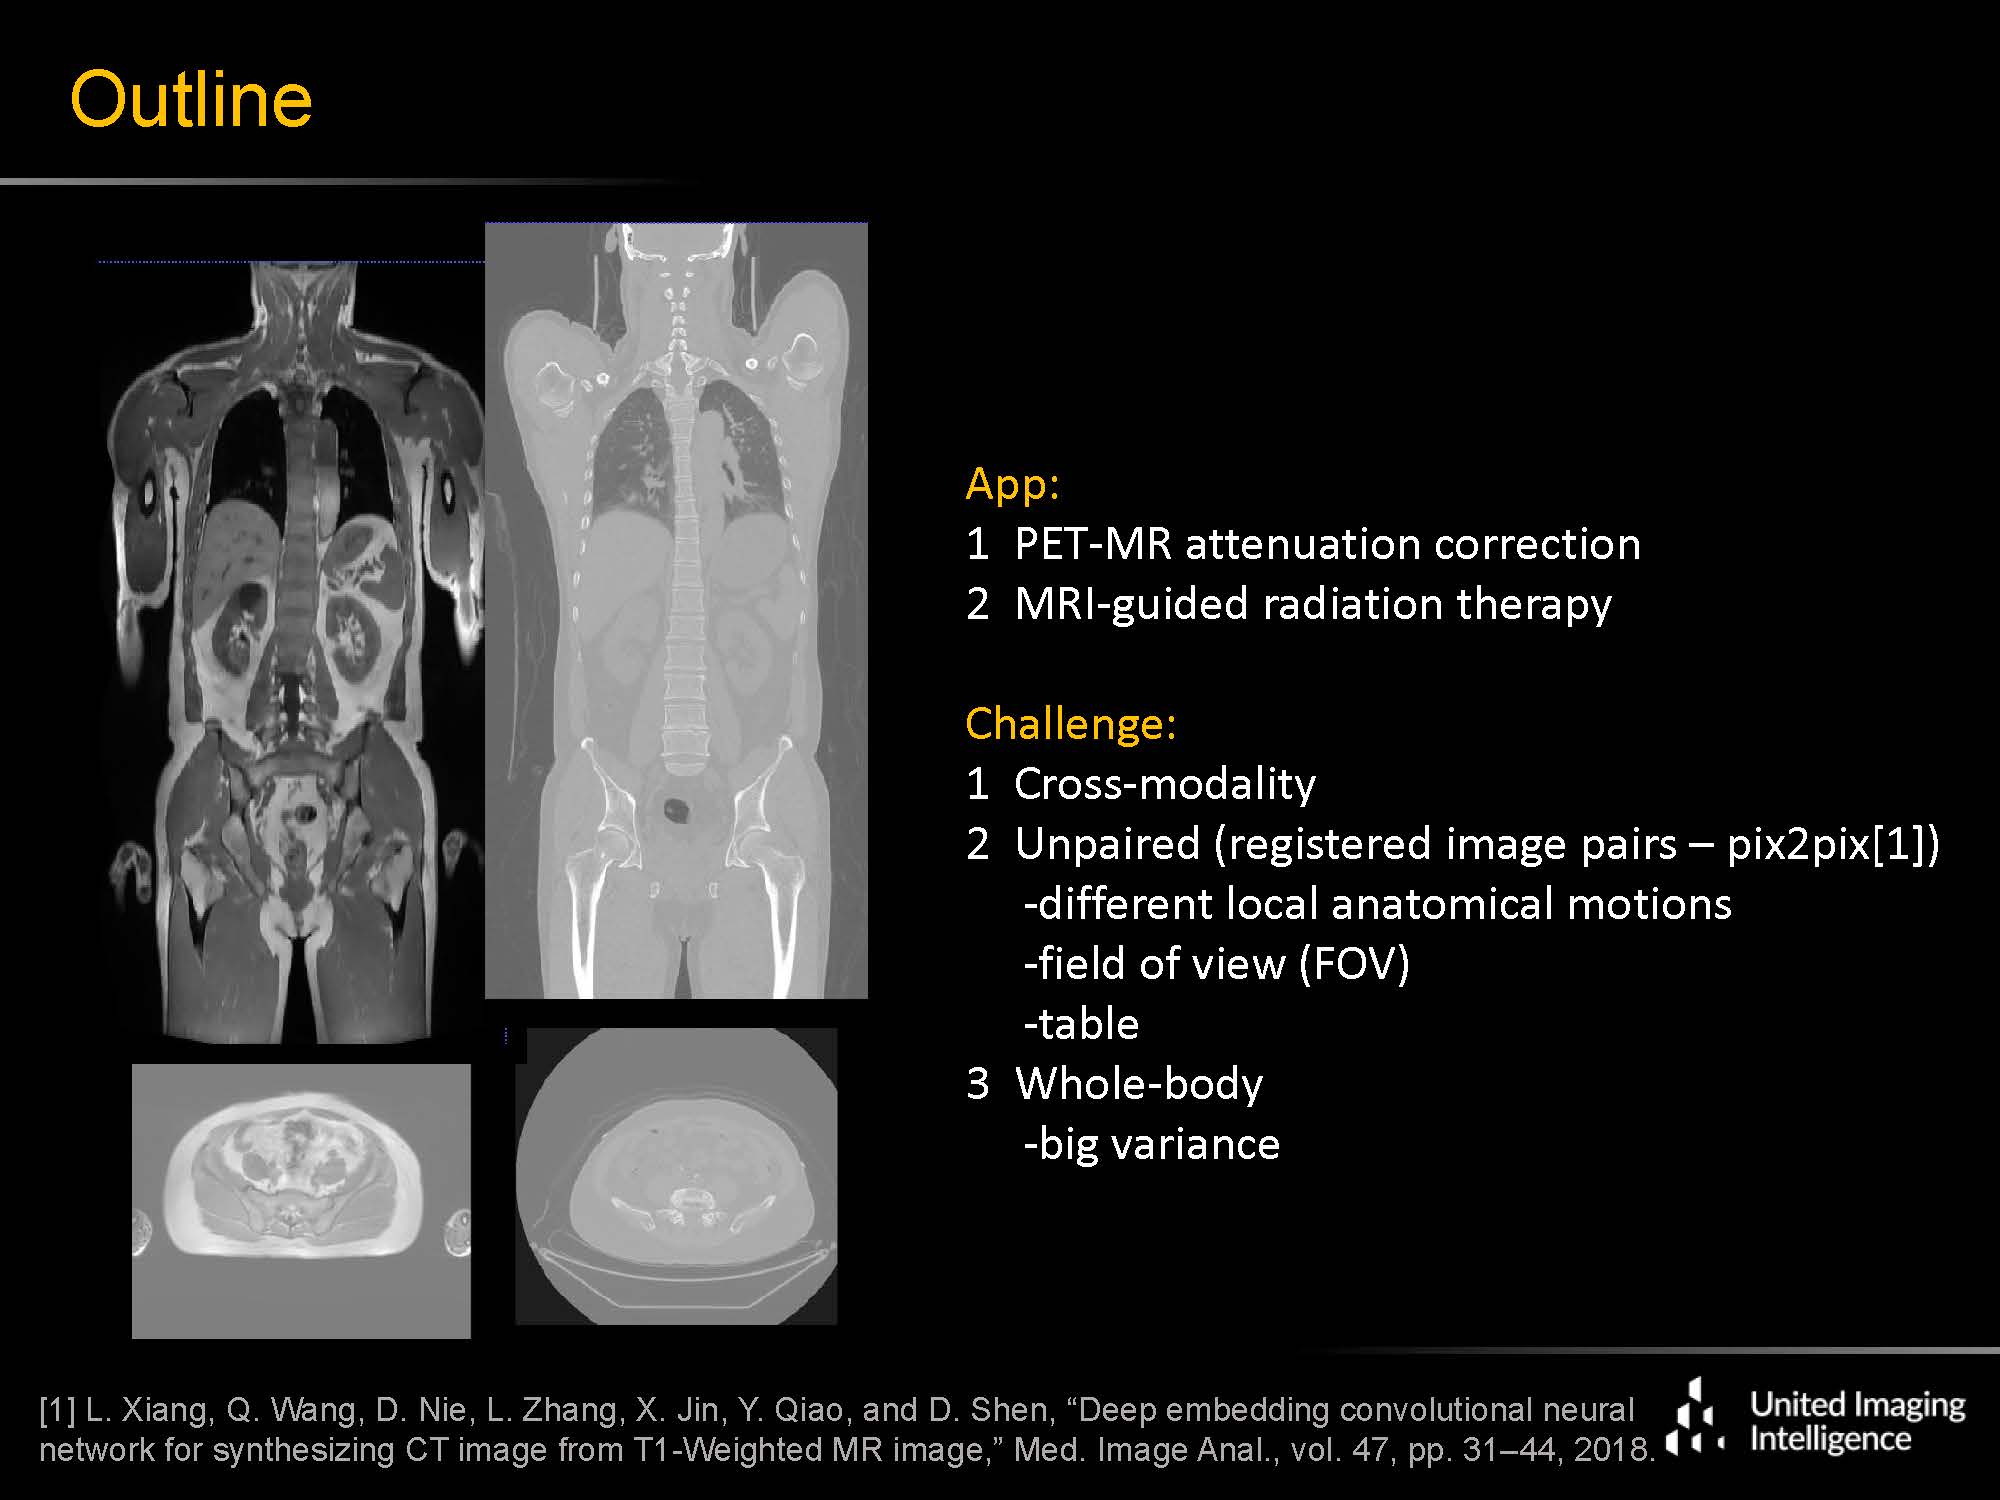 Outline
App:
1 PET-MR attenuation correction
2 MRI-guided radiation therapy
Challenge:
1 Cross-modality
2 Unpaired (registered image pairs – pix2pix[1])
-different local anatomical motions
-field of view (FOV)
-table
3 Whole-body
-big variance
[1] L. Xiang, Q. Wang, D. Nie, L. Zhang, X. Jin, Y. Qiao, and D. Shen, “Deep embedding convolutional neural
network for synthesizing CT image from T1-Weighted MR image,” Med. Image Anal., vol. 47, pp. 31–44, 2018.
United Imaging
Intelligence